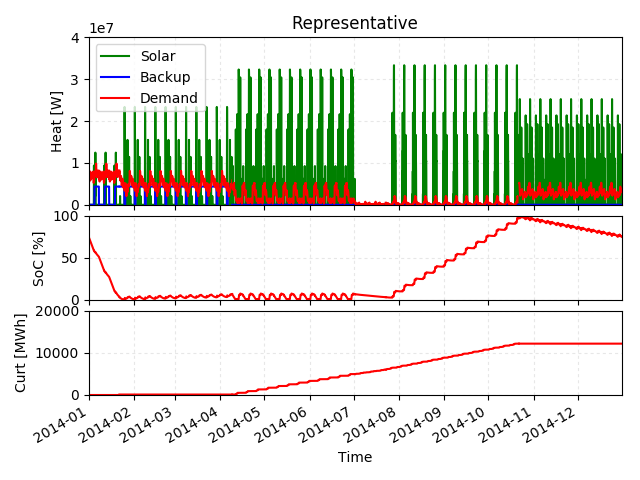 Representative
1e7
Solar
Backup
Demand
Heat [W]
4
3
2
1
0
SoC [%]
100
50
0
Curt [MWh]
20000
10000
0
2014-01
2014-02
2014-03
2014-04
2014-05
2014-06
2014-07
2014-08
2014-09
2014-10
2014-11
2014-12
Time